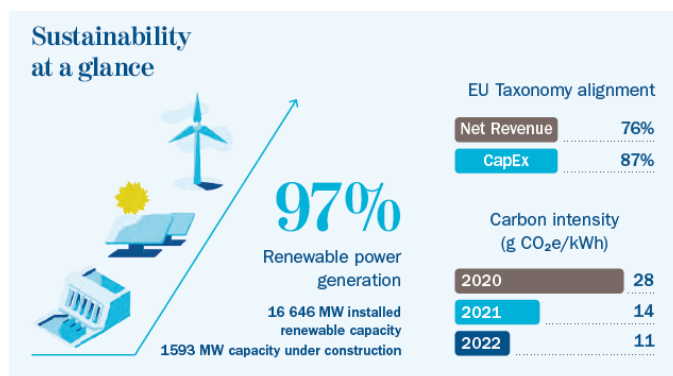 Sustainability
at a glance
97%
Renewable power
generation
16 646 MW installed
renewable capacity
1593 MW capacity under construction
EU Taxonomy alignment
Net Revenue 76%
CapEx 87%
Carbon intensity
(g CO₂e/kWh)
2020 28
2021 14
2022 11